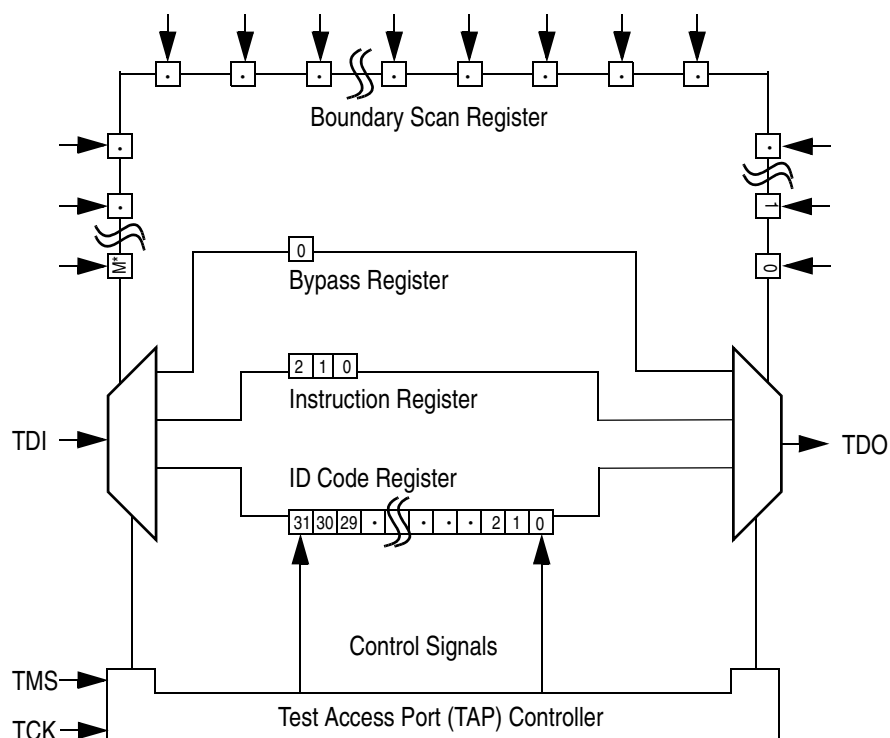 · · · · · · · ·
Boundary Scan Register
· ·
· 1
M* 0
0
Bypass Register
2 1 0
Instruction Register
TDI
TDO
ID Code Register
31 30 29 · · · · 2 1 0
Control Signals
TMS
Test Access Port (TAP) Controller
TCK